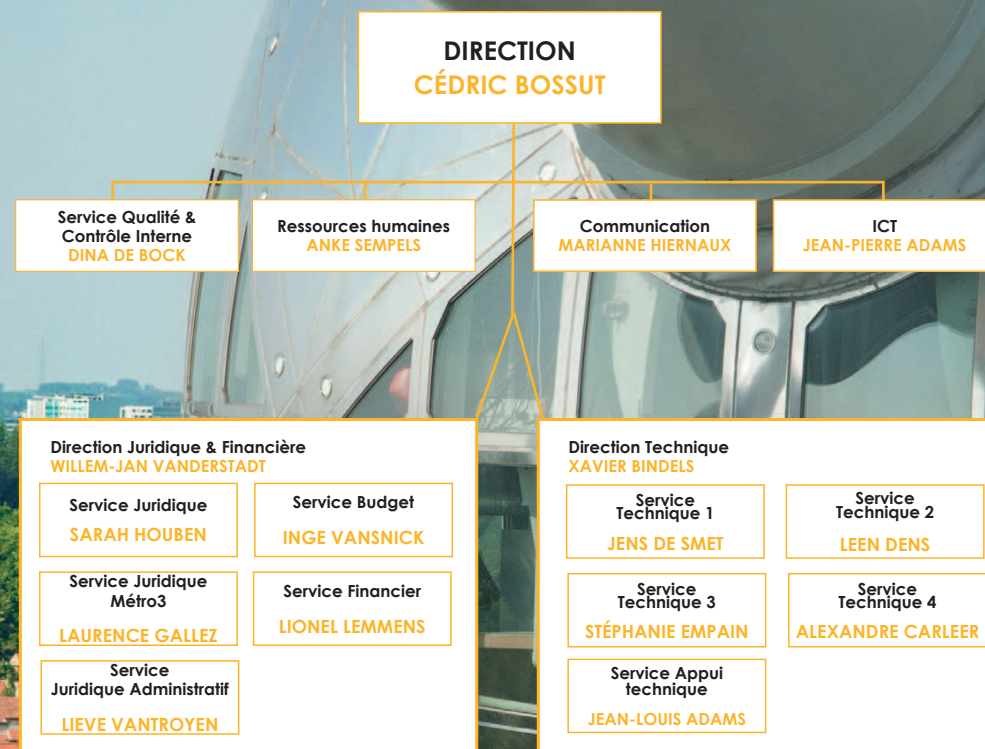 DIRECTION
CÉDRIC BOSSUT
Service Qualité &
Contrôle Interne
DINA DE BOCK
Ressources humaines
ANKE SEMPELS
Communication
MARIANNE HIERNAUX
ICT
JEAN-PIERRE ADAMS
Direction Juridique & Financière
WILLEM-JAN VANDERSTADT
Service Juridique
SARAH HOUBEN
Service Budget
INGE VANSNICK
Service Juridique
Métro3
LAURENCE GALLEZ
Service Financier
LIONEL LEMMENS
Service
Juridique Administratif
LIEVE VANTROYEN
Direction Technique
XAVIER BINDELS
Service
Technique 1
JENS DE SMET
Service
Technique 2
LEEN DENS
Service
Technique 3
STÉPHANIE EMPAIN
Service
Technique 4
ALEXANDRE CARLEER
Service Appui
technique
JEAN-LOUIS ADAMS